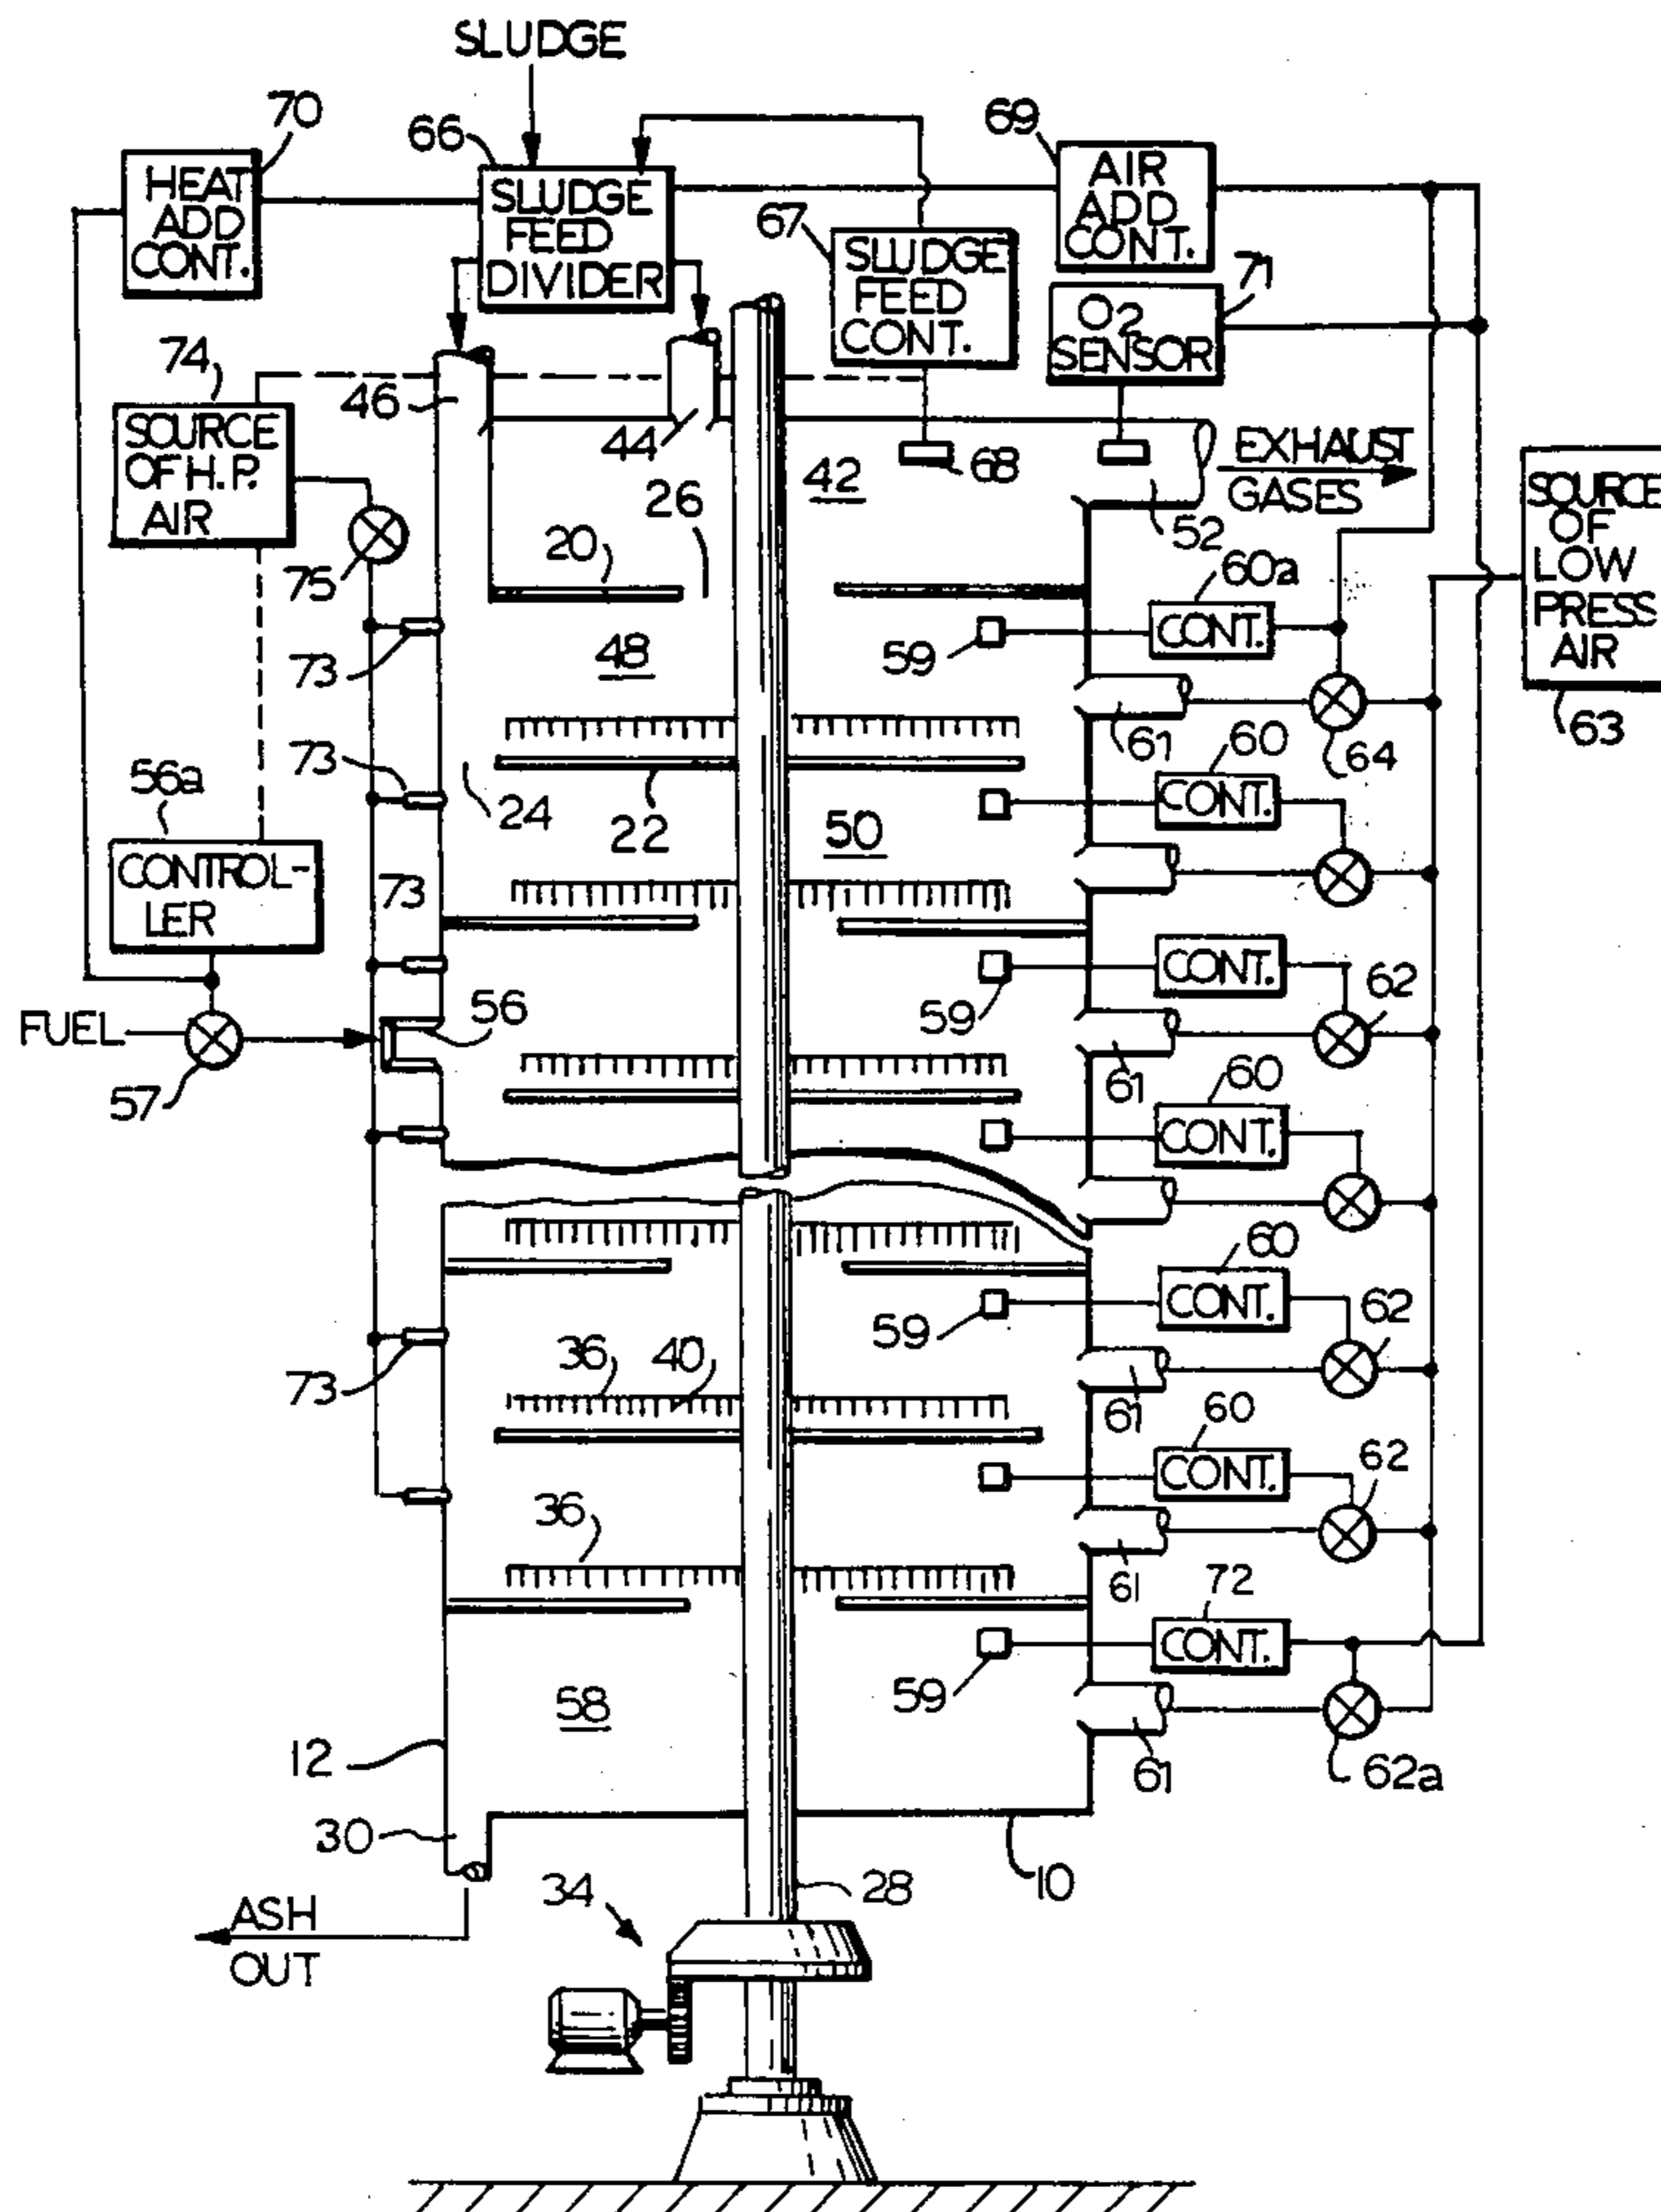 SLUDGE
70
66
69
HEAT
ADD
CONT.
SLUDGE
FEED
DIVIDER
67
SLUDGE
FEED
CONT.
AIR
ADD
CONT.
71
O2
SENSOR
74
46
44
SOURCE
OF H.P.
AIR
42
68
EXHAUST
GASES
52
26
20
75
SOURCE
OF
LOW
PRESS
AIR
63
60a
CONT.
59
48
73
61
64
73
56a
24
22
50
60
CONT.
CONTROL-
LER
73
CONT.
59
62
56
FUEL
57
61
60
CONT.
60
CONT.
59
62
36
40
73
61
60
CONT.
62
36
61
72
CONT.
59
58
12
61
62a
30
10
34
28
ASH
OUT